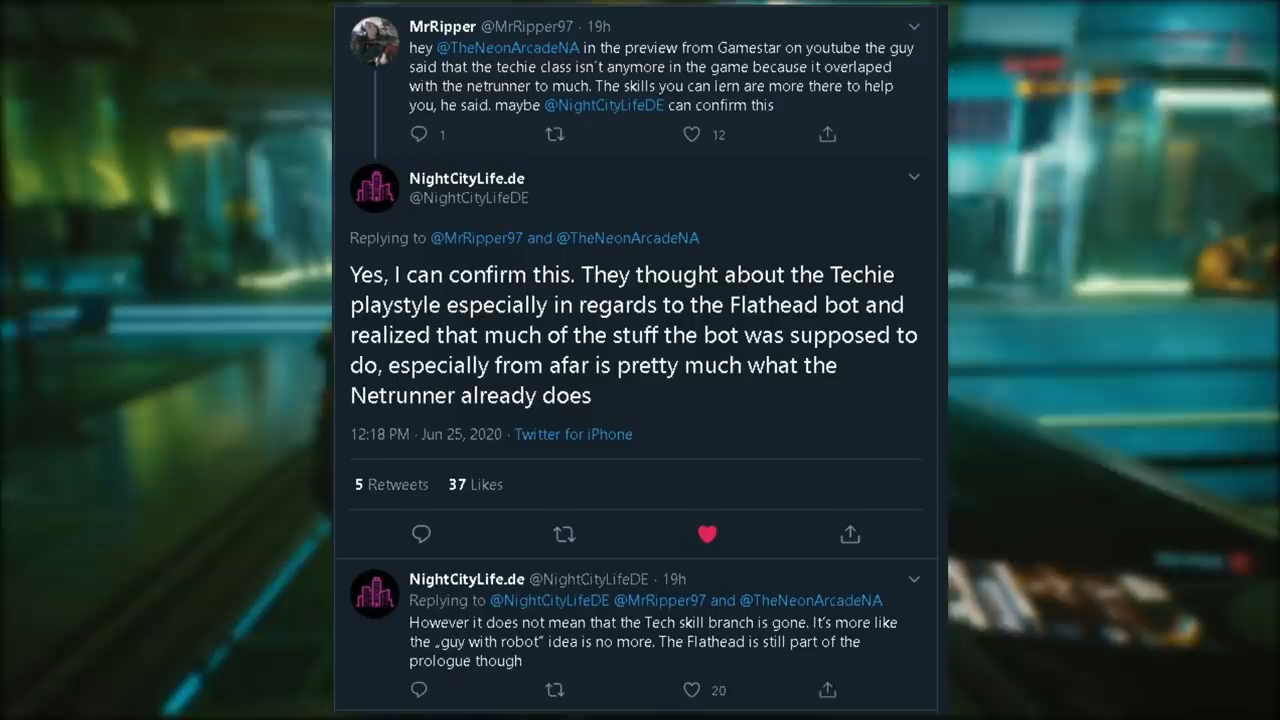 MrRipper @MrRipper97 · 19h
hey @TheNeonArcadeNA in the preview from Gamestar on youtube the guy
said that the techie class isn´t anymore in the game because it overlaped
with the netrunner to much. The skills you can lern are more there to help
you, he said. maybe @NightCityLifeDE can confirm this
1 12
NightCityLife.de
@NightCityLifeDE
Replying to @MrRipper97 and @TheNeonArcadeNA
Yes, I can confirm this. They thought about the Techie
playstyle especially in regards to the Flathead bot and
realized that much of the stuff the bot was supposed to
do, especially from afar is pretty much what the
Netrunner already does
12:18 PM · Jun 25, 2020 · Twitter for iPhone
5 Retweets 37 Likes
NightCityLife.de @NightCityLifeDE · 19h
Replying to @NightCityLifeDE @MrRipper97 and @TheNeonArcadeNA
However it does not mean that the Tech skill branch is gone. It's more like
the „guy with robot" idea is no more. The Flathead is still part of the
prologue though
20